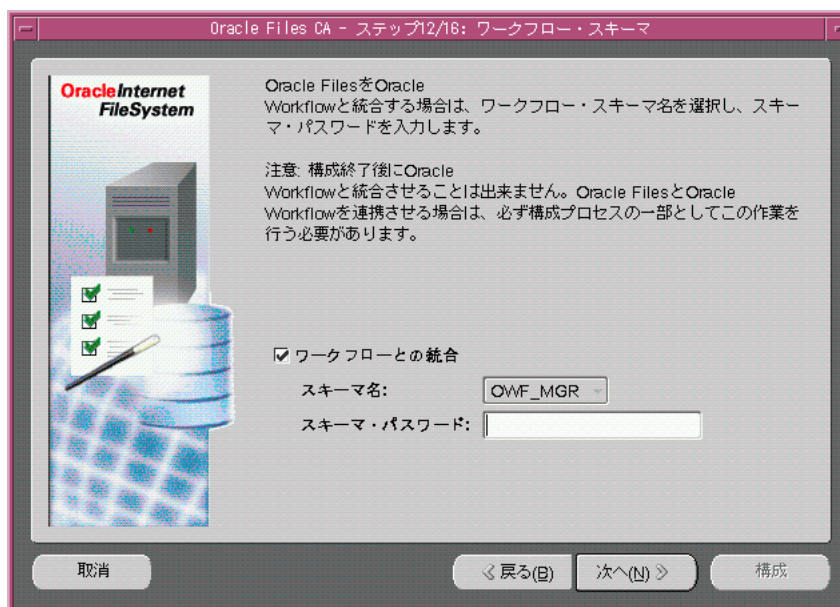 Oracle Files CA - ステップ12/16: ワークフロー・スキーマ
OracleInternet
FileSystem
Oracle FilesをOracle
Workflowと統合する場合は、ワークフロー・スキーマ名を選択し、スキー
マ・パスワードを入力します。
注意: 構成終了後にOracle
Workflowと統合させることは出来ません。Oracle FilesとOracle
Workflowを連携させる場合は、必ず構成プロセスの一部としてこの作業を
行う必要があります。
ワークフローとの統合
スキーマ名: OWF_MGR
スキーマ・パスワード:
取消 戻る(B) 次へ(N) 構成